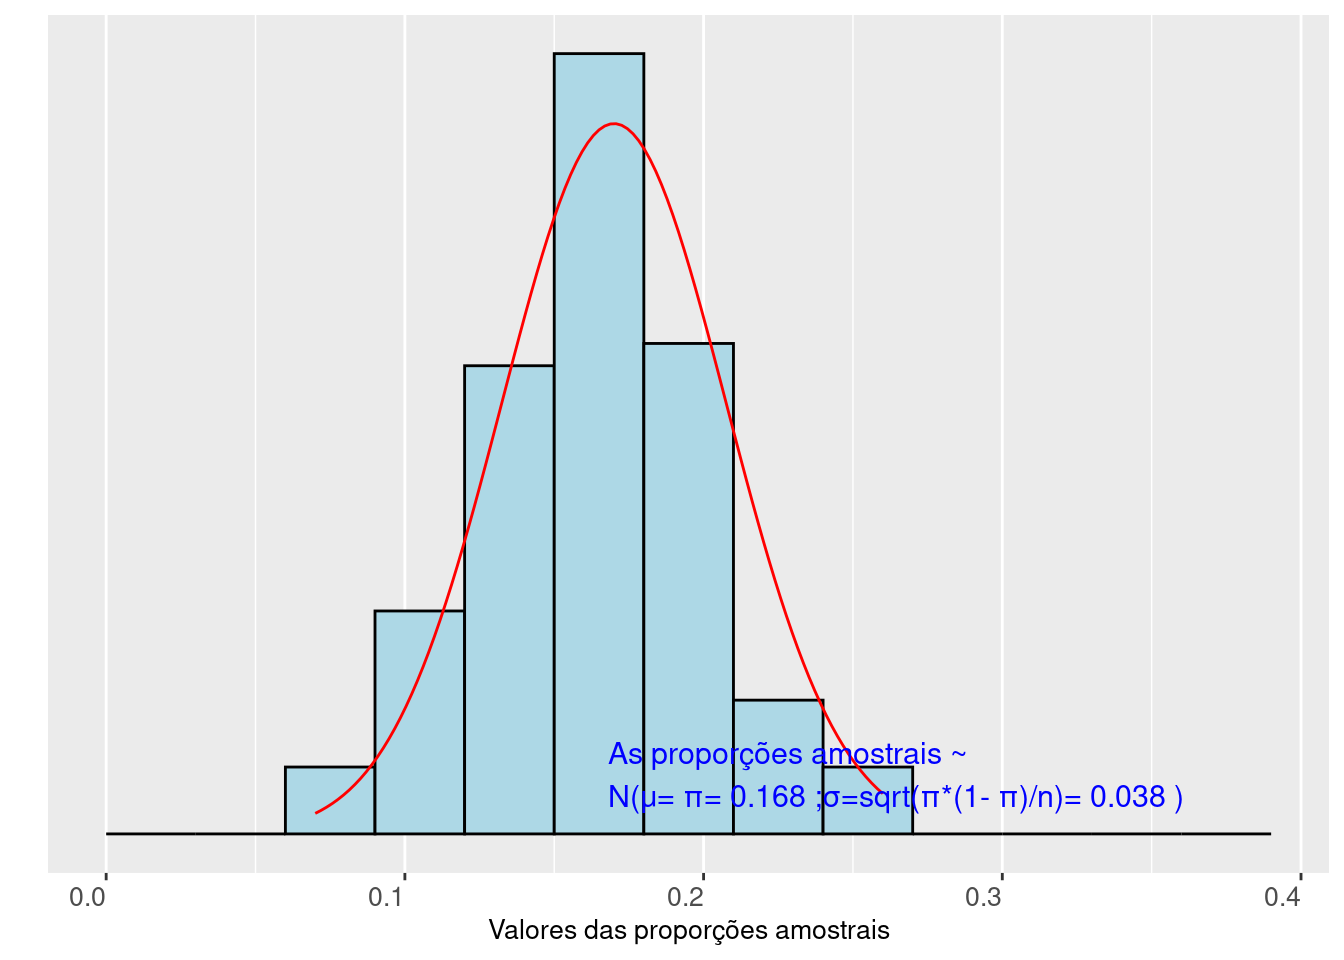 As proporções amostrais ~
N(μ= π= 0.168 ;σ=sqrt(π*(1- π)/n)= 0.038 )
0.0 0.1 0.2 0.3 0.4
Valores das proporções amostrais